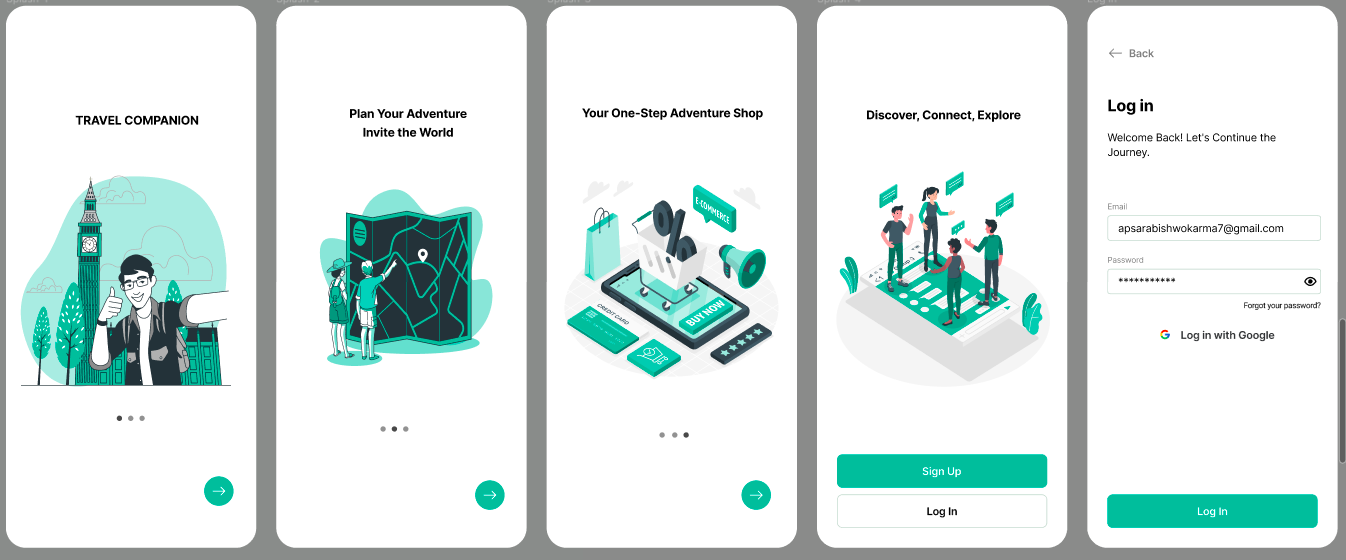 TRAVEL COMPANION
Plan Your Adventure
Invite the World
Your One-Step Adventure Shop
E-COMMERCE
CREDIT CARD
BUY NOW
Discover, Connect, Explore
Sign Up
Log In
Back
Log in
Welcome Back! Let's Continue the
Journey.
Email
apsarabishwokarma7@gmail.com
Password
***********
Forgot your password?
Log in with Google
Log In